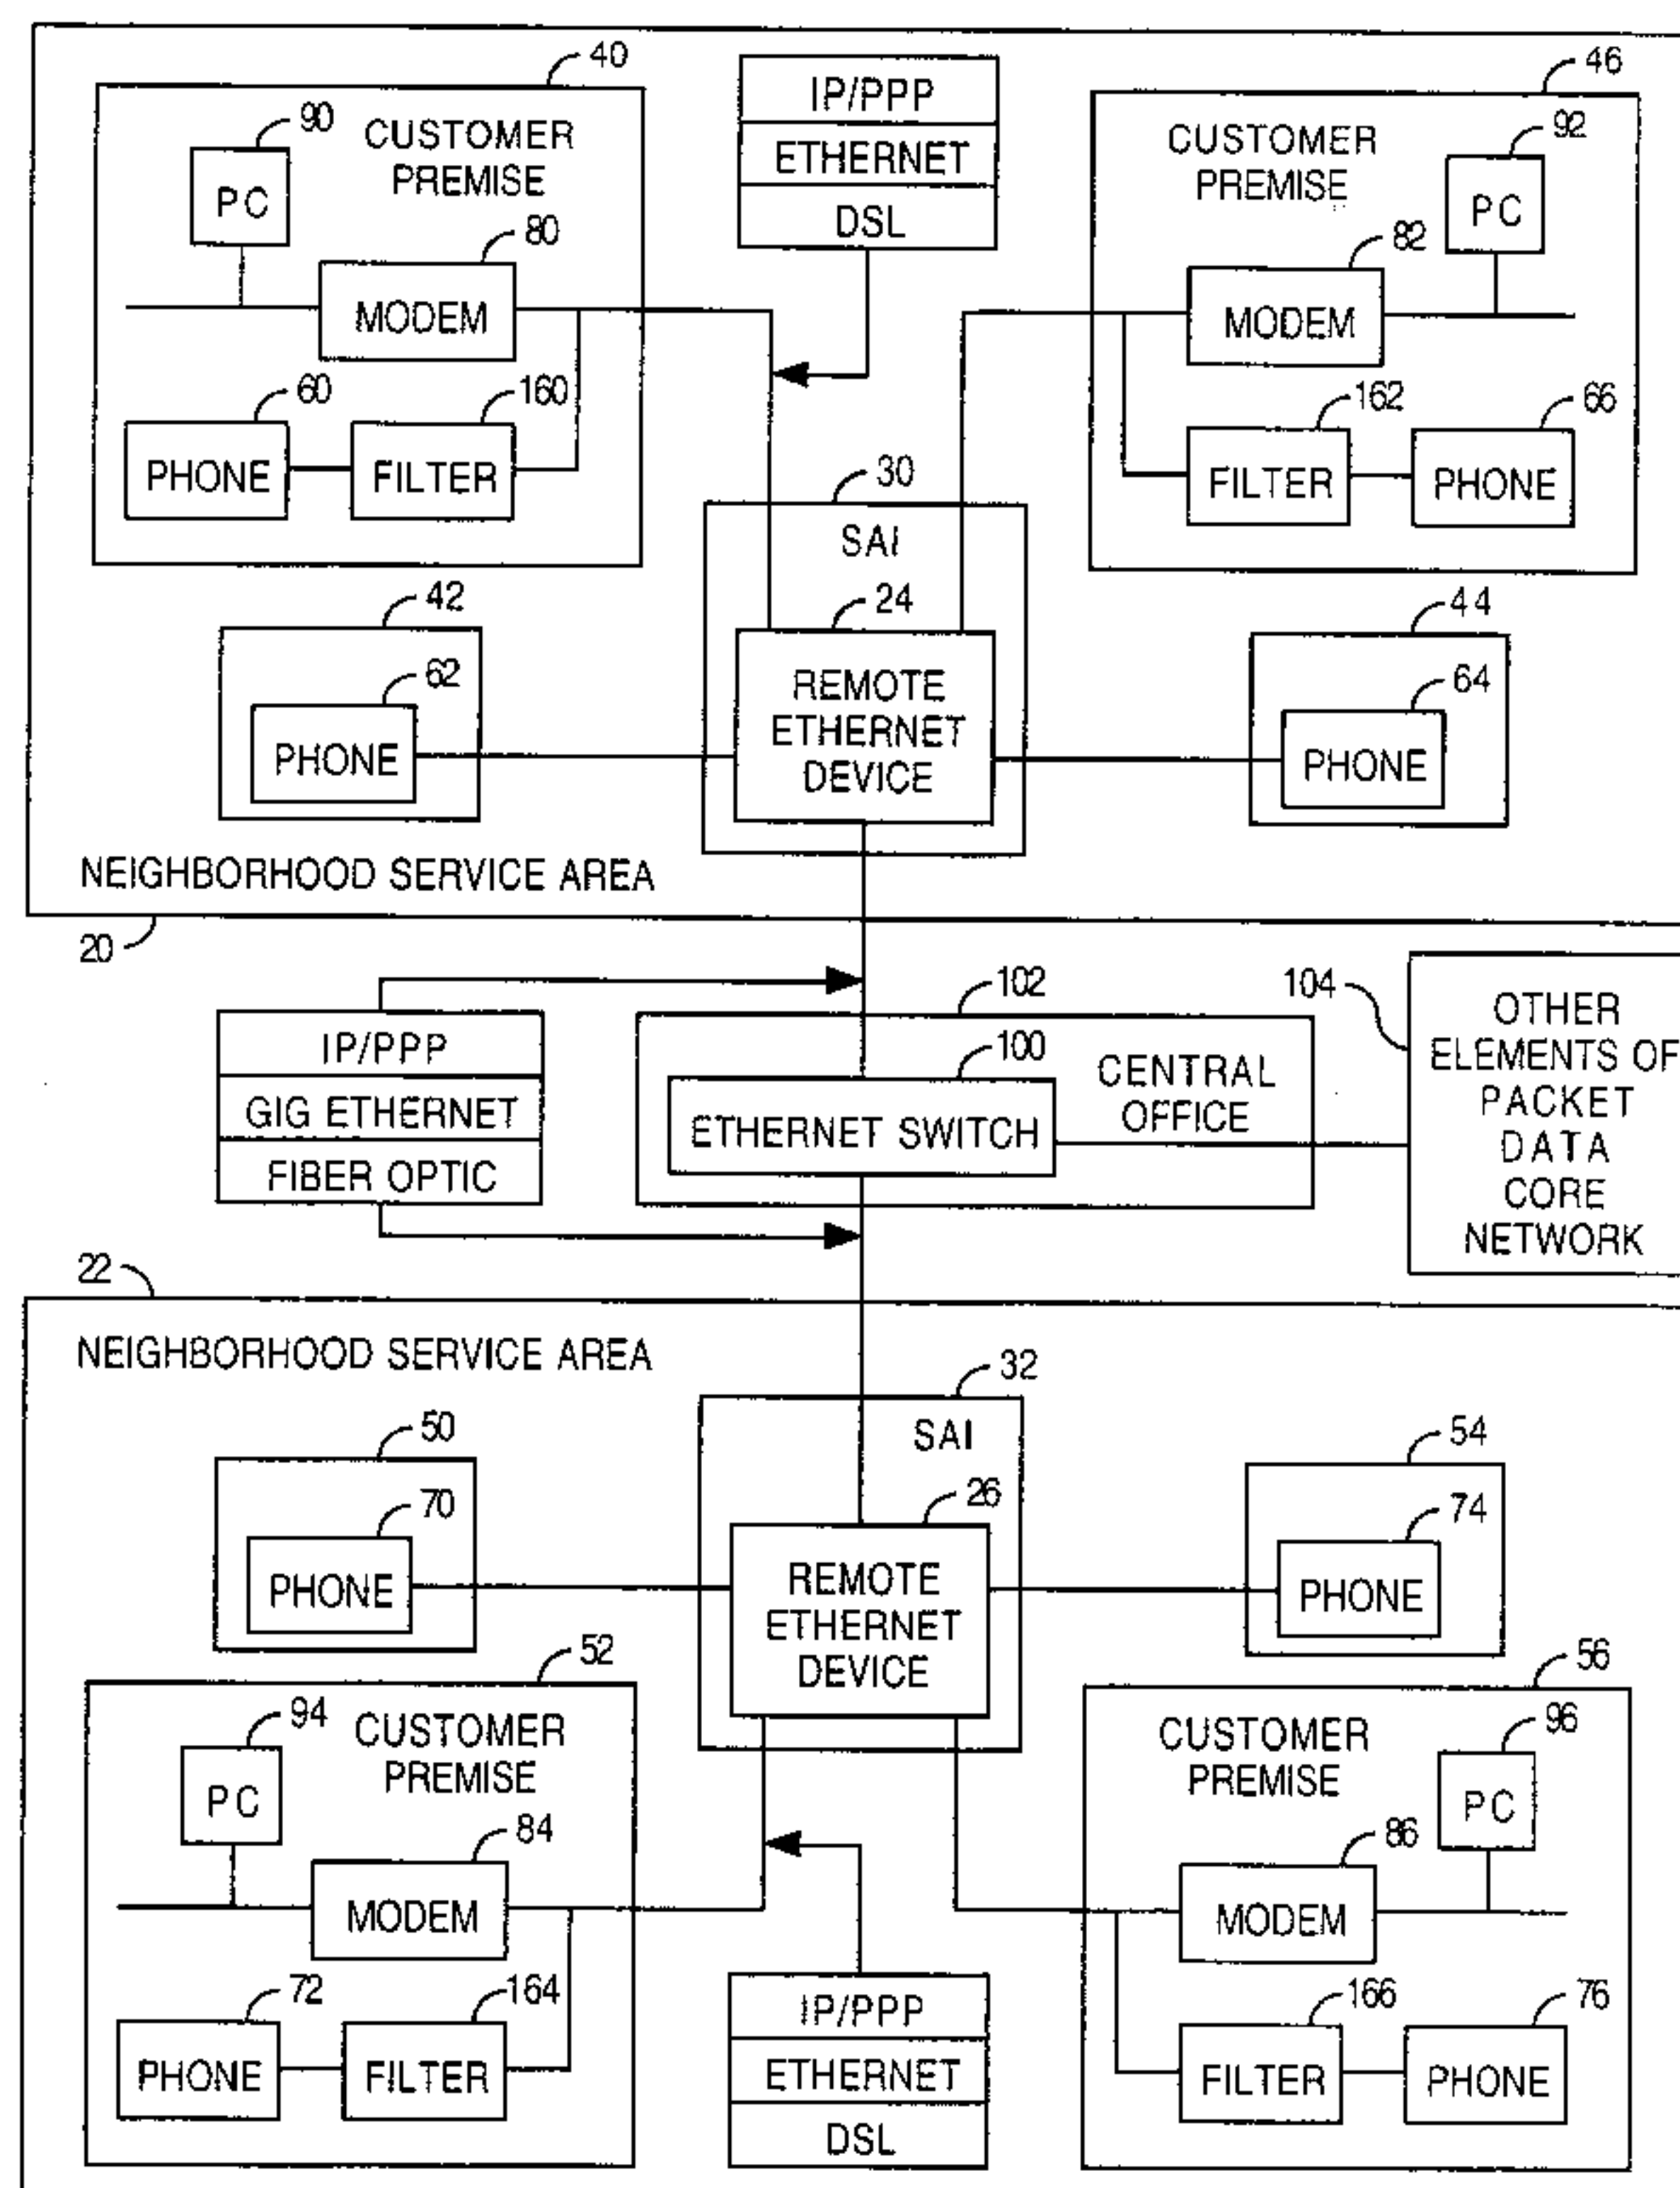 40
46
90
CUSTOMER
PREMISE
PC
80
MODEM
60
160
PHONE
FILTER
IP/PPP
ETHERNET
DSL
CUSTOMER
PREMISE
92
PC
82
MODEM
162
66
FILTER
PHONE
30
SAI
24
REMOTE
ETHERNET
DEVICE
42
62
PHONE
44
64
PHONE
NEIGHBORHOOD SERVICE AREA
20
IP/PPP
GIG ETHERNET
FIBER OPTIC
102
100
CENTRAL
OFFICE
ETHERNET SWITCH
104
OTHER
ELEMENTS OF
PACKET
DATA
CORE
NETWORK
22
NEIGHBORHOOD SERVICE AREA
32
SAI
26
REMOTE
ETHERNET
DEVICE
50
70
PHONE
54
74
PHONE
52
94
CUSTOMER
PREMISE
PC
84
MODEM
72
164
PHONE
FILTER
IP/PPP
ETHERNET
DSL
56
CUSTOMER
PREMISE
96
PC
86
MODEM
166
76
FILTER
PHONE